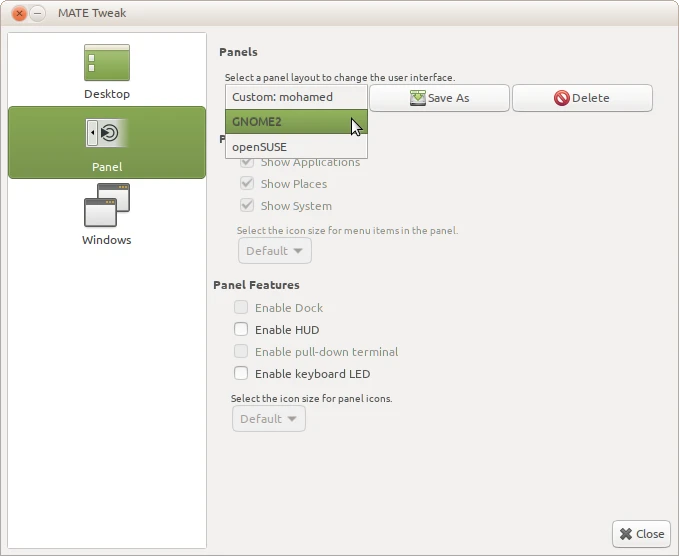 MATE Tweak
Desktop
Panel
Windows
Panels
Select a panel layout to change the user interface.
Custom: mohamed
GNOME2
openSUSE
Save As
Delete
Show Applications
Show Places
Show System
Select the icon size for menu items in the panel.
Default
Panel Features
Enable Dock
Enable HUD
Enable pull-down terminal
Enable keyboard LED
Select the icon size for panel icons.
Default
Close